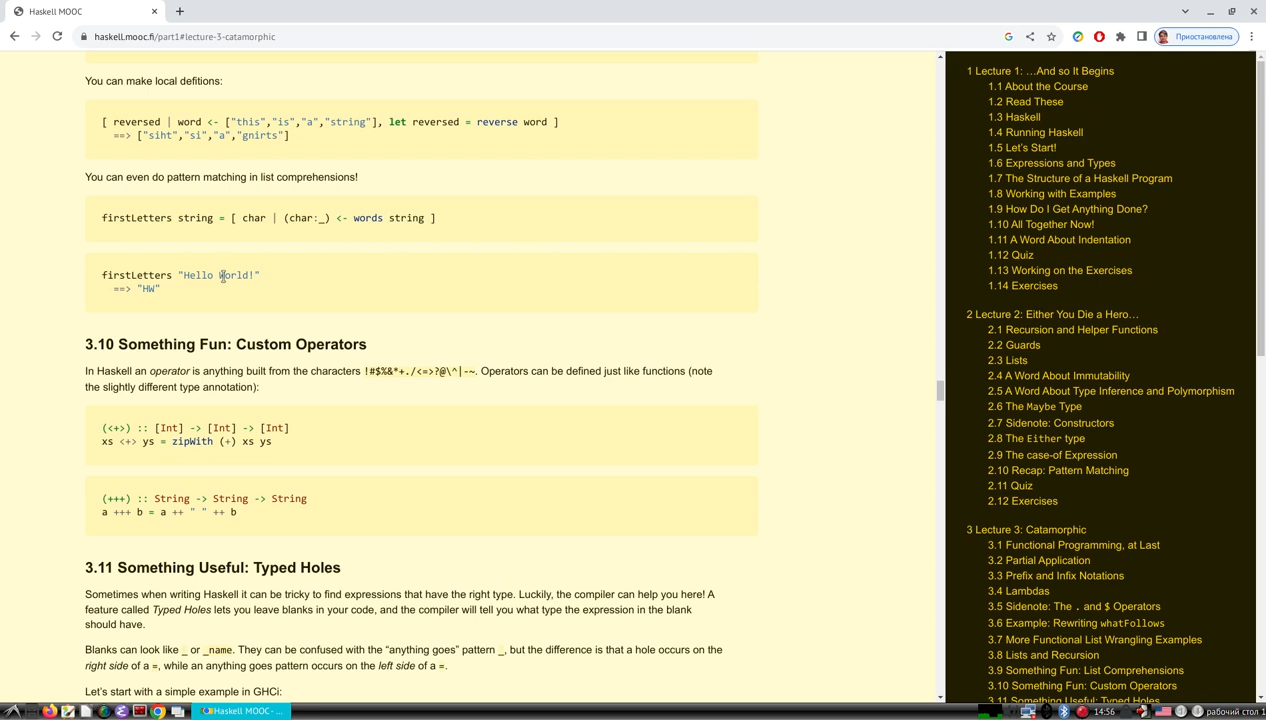 Haskell MOOC
haskell.mooc.fi/part1#lecture-3-catamorphic
Приостановлена
You can make local defitions:
[ reversed | word <- ["this","is","a","string"], let reversed = reverse word ]
==> ["siht","si","a","gnirts"]
You can even do pattern matching in list comprehensions!
firstLetters string = [ char | (char:_) <- words string ]
firstLetters "Hello World!"
==> "HW"
3.10 Something Fun: Custom Operators
In Haskell an operator is anything built from the characters !#$%&*+./<=>?@\^|-~. Operators can be defined just like functions (note
the slightly different type annotation):
(<+>) :: [Int] -> [Int] -> [Int]
xs <+> ys = zipWith (+) xs ys
(+++) :: String -> String -> String
a +++ b = a ++ " " ++ b
3.11 Something Useful: Typed Holes
Sometimes when writing Haskell it can be tricky to find expressions that have the right type. Luckily, the compiler can help you here! A
feature called Typed Holes lets you leave blanks in your code, and the compiler will tell you what type the expression in the blank
should have.
Blanks can look like _ or _name. They can be confused with the “anything goes” pattern _, but the difference is that a hole occurs on the
right side of a =, while an anything goes pattern occurs on the left side of a =.
Let’s start with a simple example in GHCi:
1 Lecture 1: …And so It Begins
1.1 About the Course
1.2 Read These
1.3 Haskell
1.4 Running Haskell
1.5 Let’s Start!
1.6 Expressions and Types
1.7 The Structure of a Haskell Program
1.8 Working with Examples
1.9 How Do I Get Anything Done?
1.10 All Together Now!
1.11 A Word About Indentation
1.12 Quiz
1.13 Working on the Exercises
1.14 Exercises
2 Lecture 2: Either You Die a Hero…
2.1 Recursion and Helper Functions
2.2 Guards
2.3 Lists
2.4 A Word About Immutability
2.5 A Word About Type Inference and Polymorphism
2.6 The Maybe Type
2.7 Sidenote: Constructors
2.8 The Either type
2.9 The case-of Expression
2.10 Recap: Pattern Matching
2.11 Quiz
2.12 Exercises
3 Lecture 3: Catamorphic
3.1 Functional Programming, at Last
3.2 Partial Application
3.3 Prefix and Infix Notations
3.4 Lambdas
3.5 Sidenote: The . and $ Operators
3.6 Example: Rewriting whatFollows
3.7 More Functional List Wrangling Examples
3.8 Lists and Recursion
3.9 Something Fun: List Comprehensions
3.10 Something Fun: Custom Operators
3.11 Something Useful: Typed Holes
Haskell MOOC - ...
14:56
рабочий стол 1